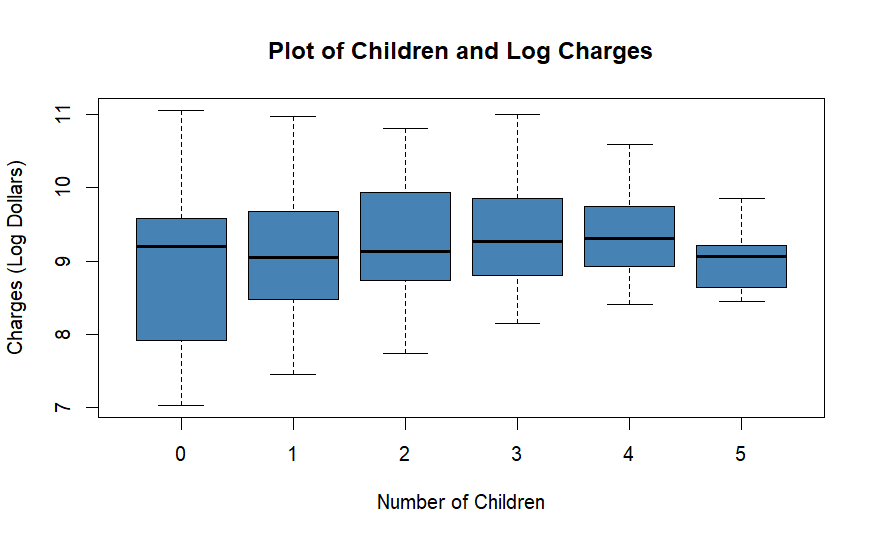 Plot of Children and Log Charges
Charges (Log Dollars)
11
10
9
8
7
0 1 2 3 4 5
Number of Children